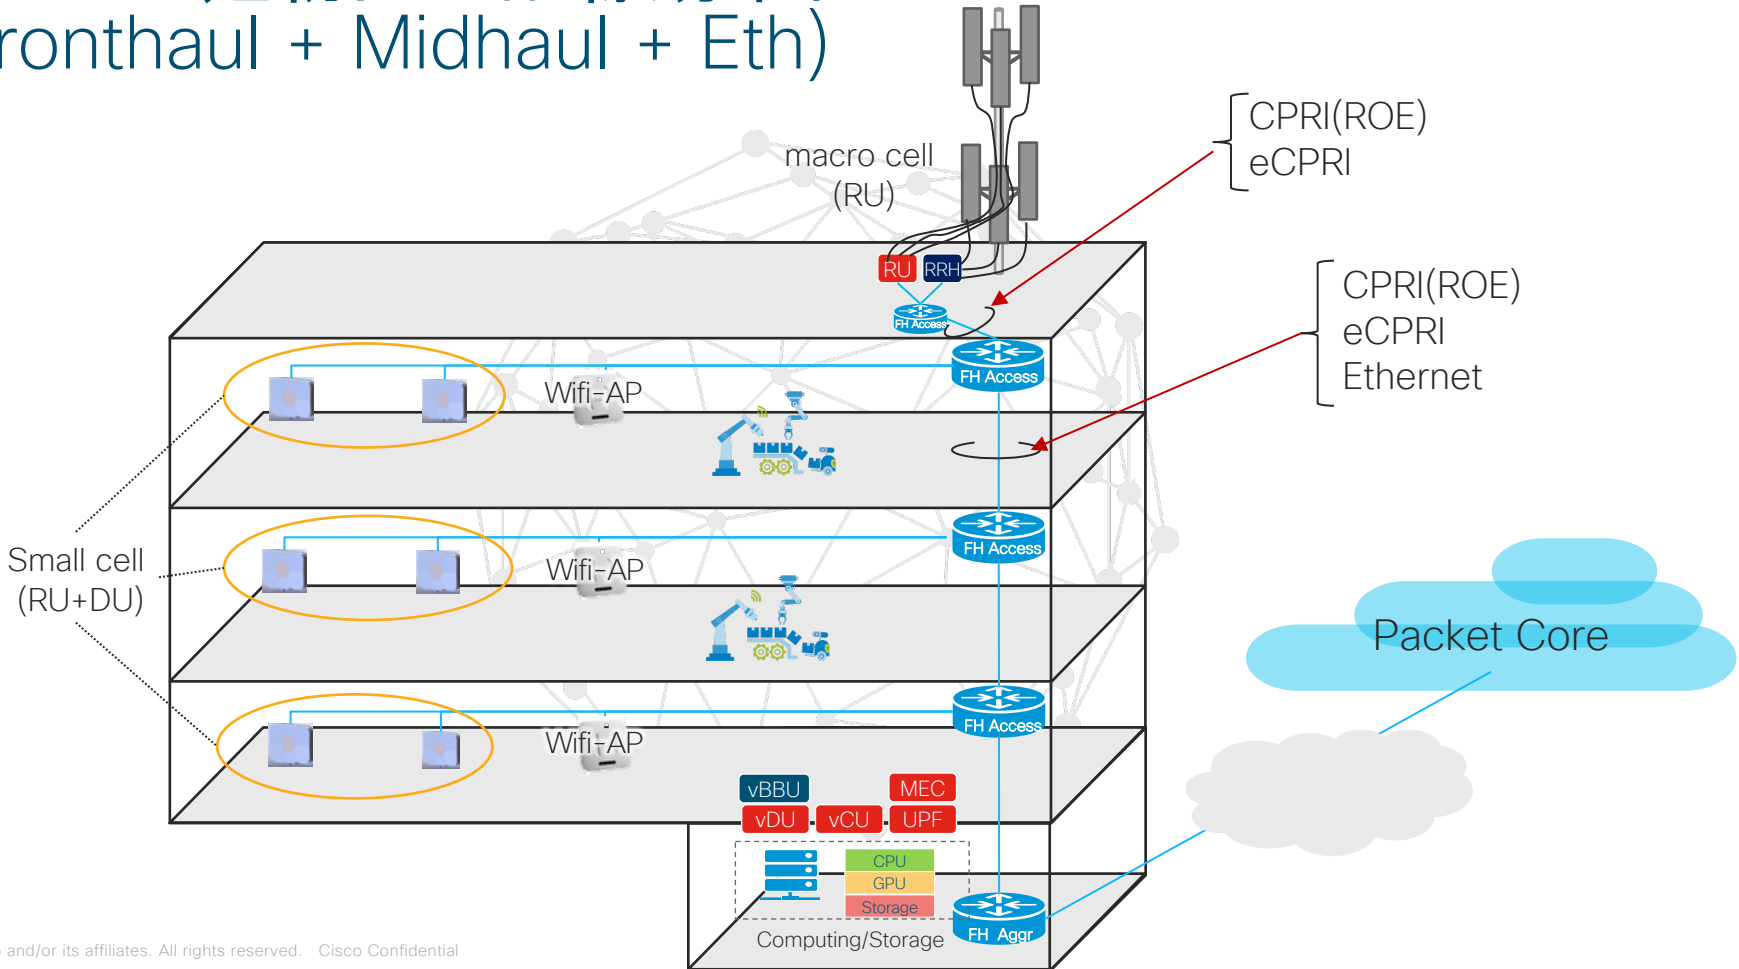 ronthaul + Midhaul + Eth)
CPRI(ROE)
eCPRI
macro cell
(RU)
RU
RRH
FH Access
CPRI(ROE)
eCPRI
Ethernet
FH Access
Wifi-AP
FH Access
Small cell
(RU+DU)
Wifi-AP
Packet Core
FH Access
Wifi-AP
vBBU
MEC
vDU
vCU
UPF
CPU
GPU
Storage
FH Aggr
Computing/Storage
and/or its affiliates. All rights reserved. Cisco Confidential